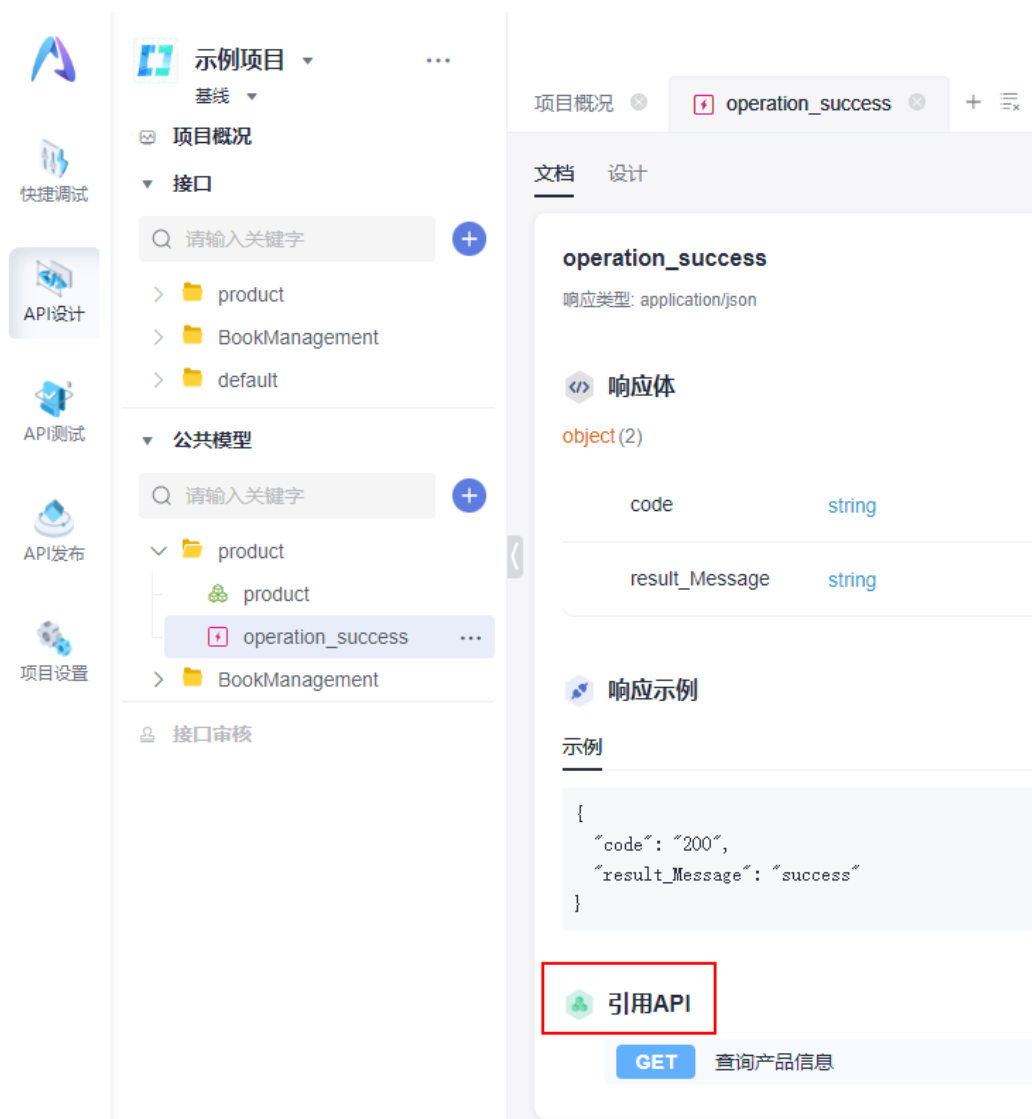 快捷调试
API设计
API测试
API发布
项目设置
示例项目
基线
项目概况
接口
请输入关键字
product
BookManagement
default
公共模型
请输入关键字
product
product
operation_success
BookManagement
接口审核
项目概况 operation_success
文档 设计
operation_success
响应类型: application/json
响应体
object (2)
code string
result_Message string
响应示例
示例
{
"code": "200",
"result_Message": "success"
}
引用API
GET 查询产品信息